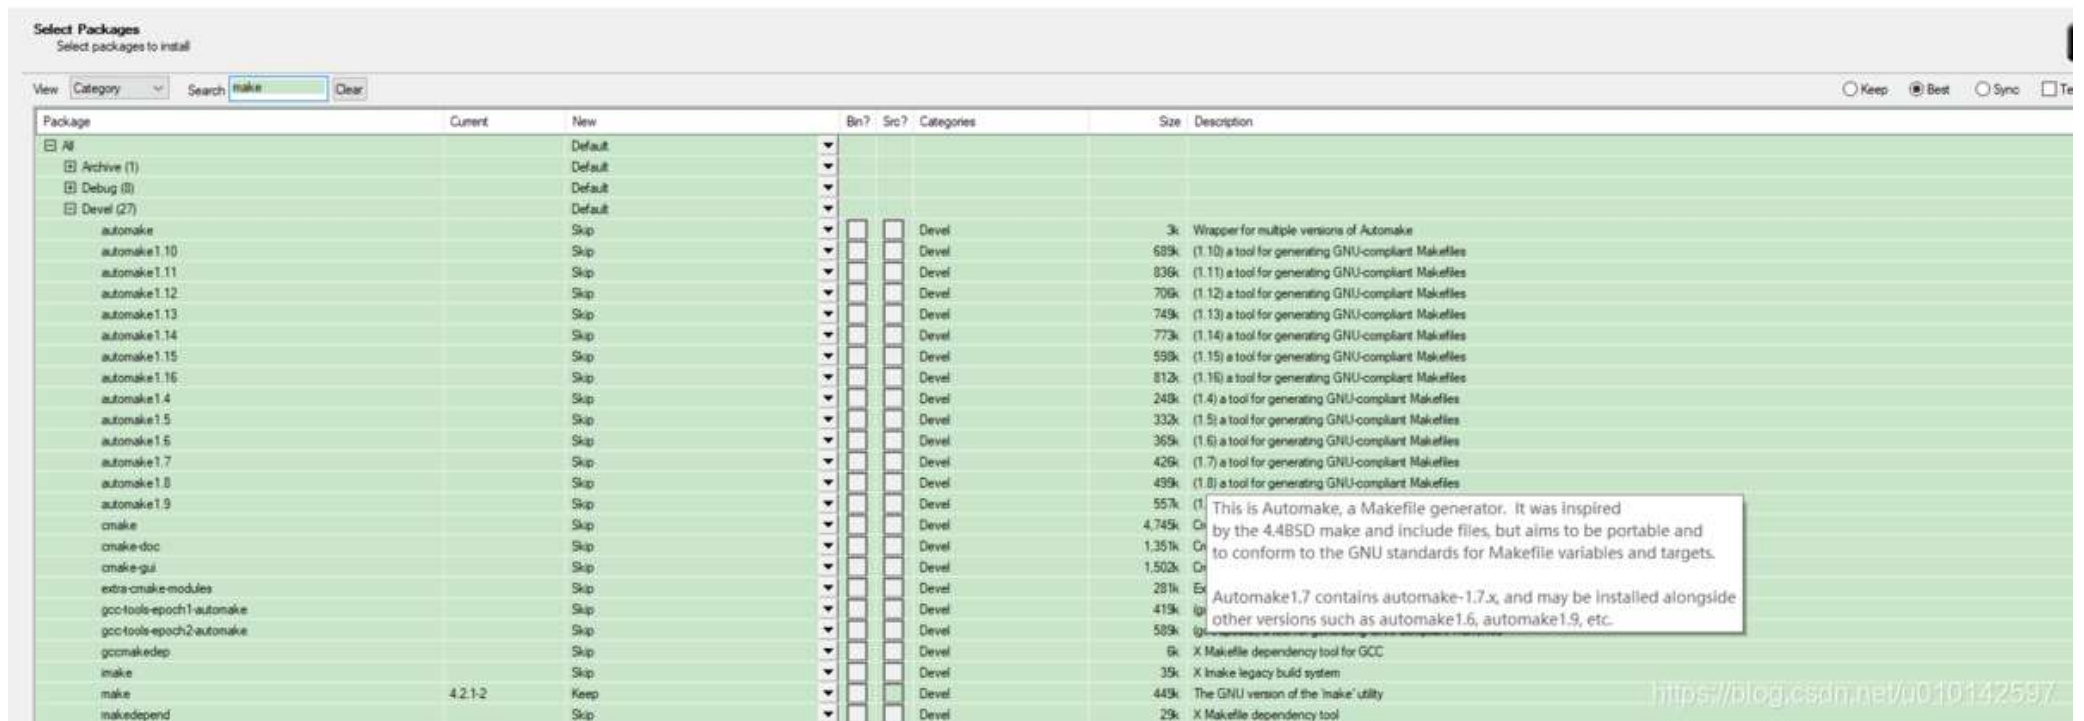 Select Packages
Select packages to install
View Category Search make Clear Keep Best Sync Te
Package Current New Bin? Src? Categories Size Description
All Default
Archive (1) Default
Debug (8) Default
Devel (27) Default
automake Skip Devel 3k Wrapper for multiple versions of Automake
automake1.10 Skip Devel 689k (1.10) a tool for generating GNU-compliant Makefiles
automake1.11 Skip Devel 836k (1.11) a tool for generating GNU-compliant Makefiles
automake1.12 Skip Devel 706k (1.12) a tool for generating GNU-compliant Makefiles
automake1.13 Skip Devel 749k (1.13) a tool for generating GNU-compliant Makefiles
automake1.14 Skip Devel 773k (1.14) a tool for generating GNU-compliant Makefiles
automake1.15 Skip Devel 598k (1.15) a tool for generating GNU-compliant Makefiles
automake1.16 Skip Devel 812k (1.16) a tool for generating GNU-compliant Makefiles
automake1.4 Skip Devel 248k (1.4) a tool for generating GNU-compliant Makefiles
automake1.5 Skip Devel 332k (1.5) a tool for generating GNU-compliant Makefiles
automake1.6 Skip Devel 365k (1.6) a tool for generating GNU-compliant Makefiles
automake1.7 Skip Devel 426k (1.7) a tool for generating GNU-compliant Makefiles
automake1.8 Skip Devel 499k (1.8) a tool for generating GNU-compliant Makefiles
automake1.9 Skip Devel 557k (1.
cmake Skip Devel 4,745k
cmake-doc Skip Devel 1,351k
cmake-gui Skip Devel 1,502k
extra-cmake-modules Skip Devel 281k
gcc-tools-epoch1-automake Skip Devel 419k
gcc-tools-epoch2-automake Skip Devel 589k
gccmakedep Skip Devel 6k X Makefile dependency tool for GCC
imake Skip Devel 35k X Imake legacy build system
make 4.2.1-2 Keep Devel 449k The GNU version of the 'make' utility
makedepend Skip Devel 29k X Makefile dependency tool
This is Automake, a Makefile generator. It was inspired
by the 4.4BSD make and include files, but aims to be portable and
to conform to the GNU standards for Makefile variables and targets.
Automake1.7 contains automake-1.7.x, and may be installed alongside
other versions such as automake1.6, automake1.9, etc.
https://blog.csdn.net/u010142597